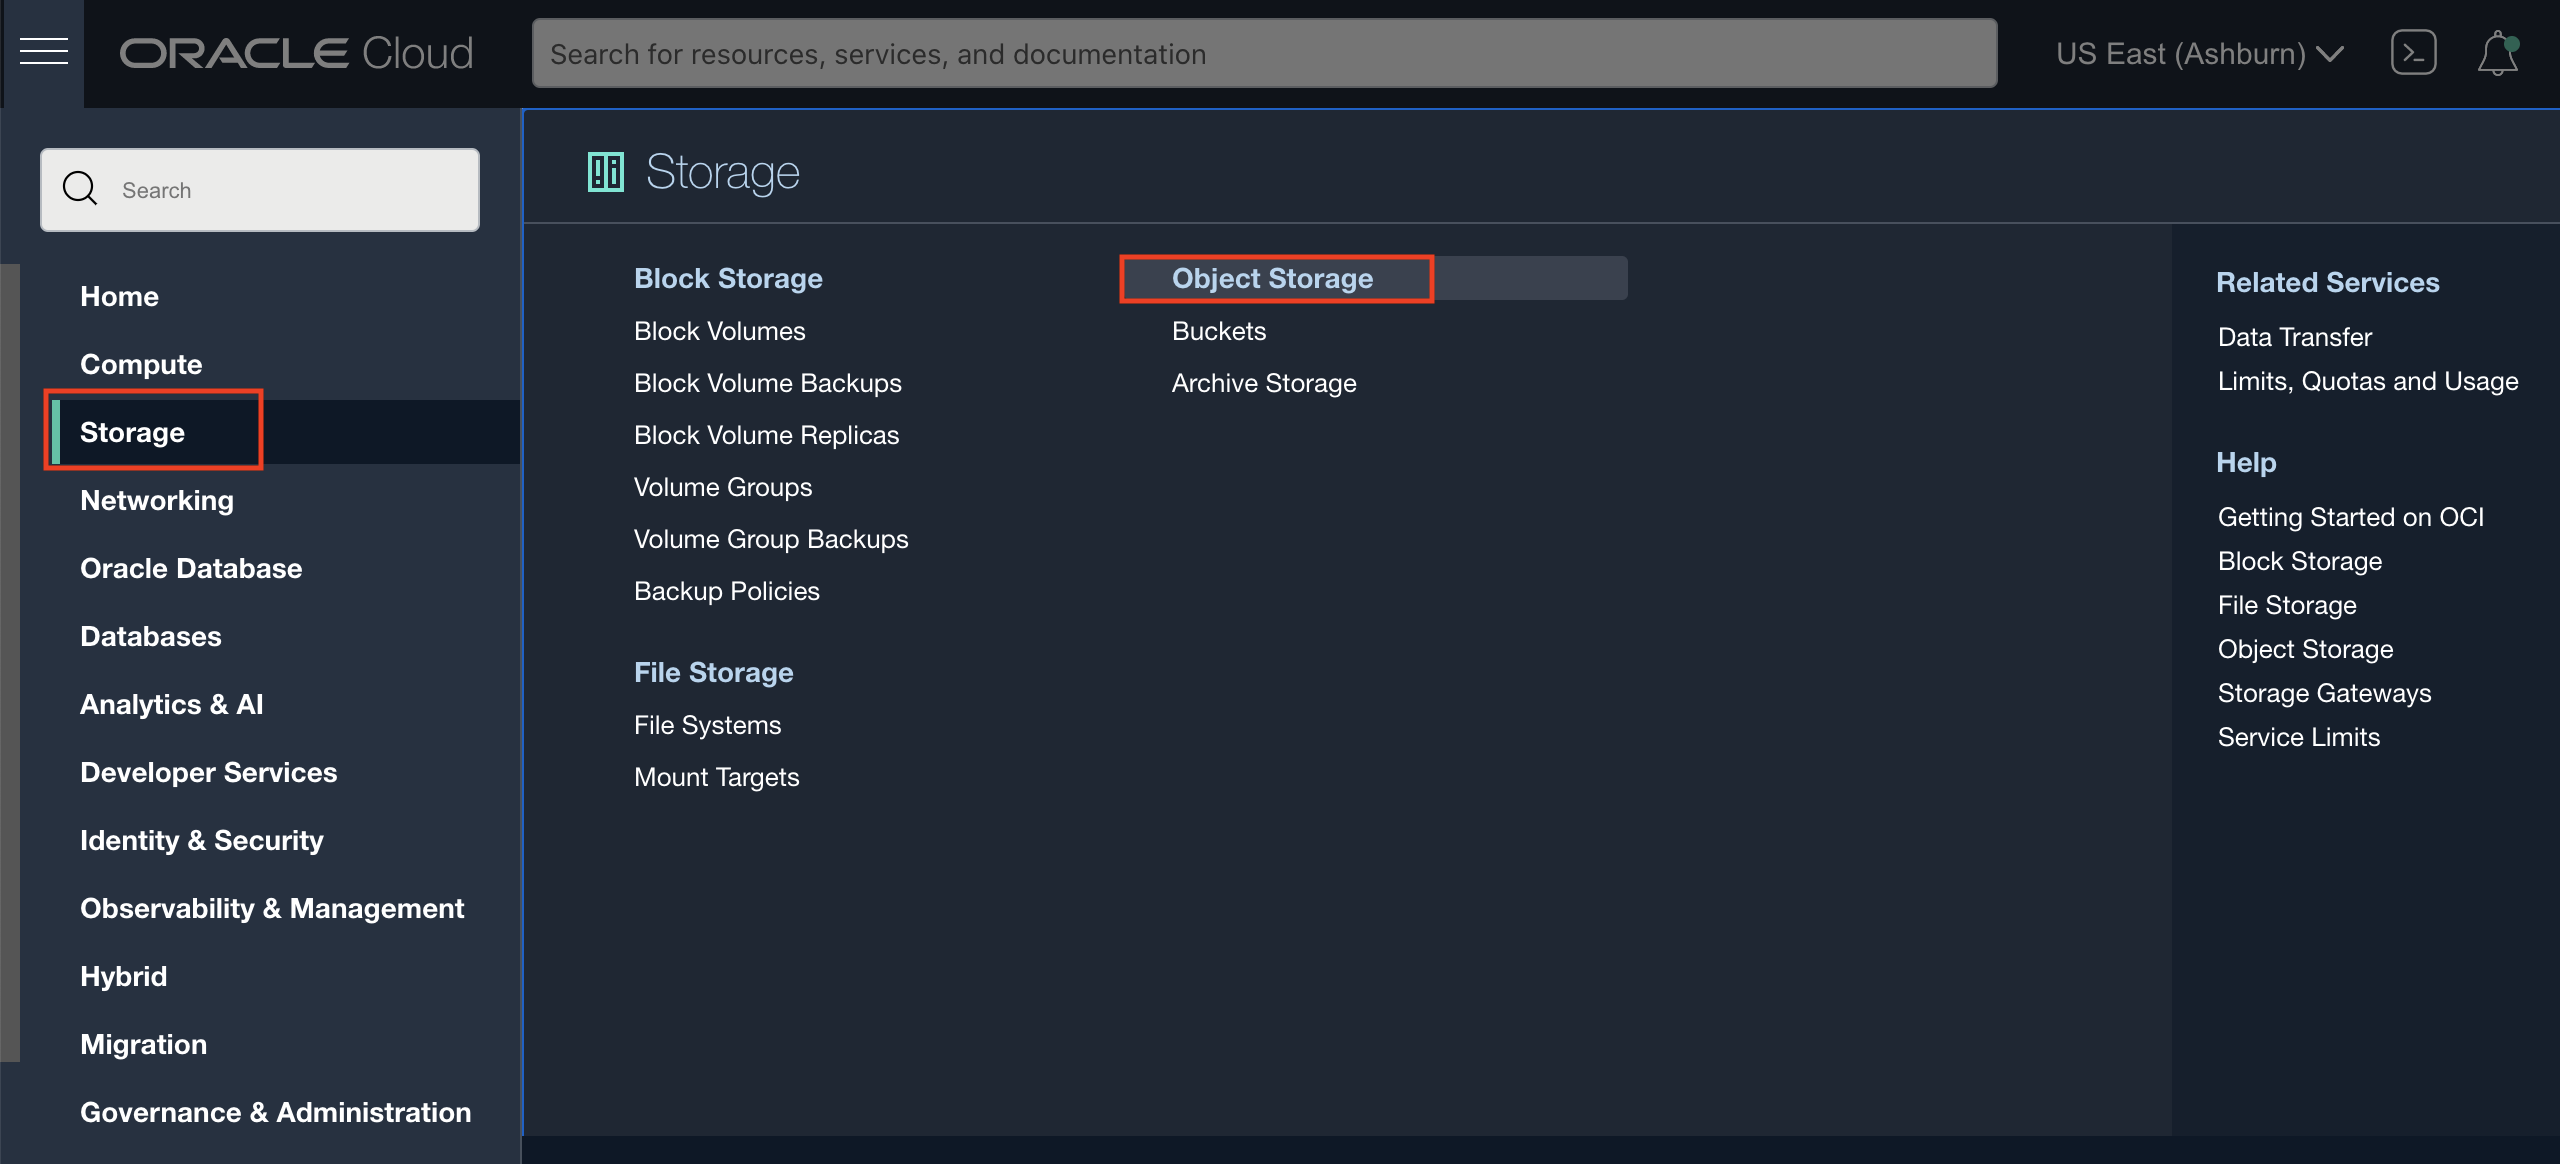 ORACLE Cloud
Search for resources, services, and documentation
US East (Ashburn)
Search
Home
Compute
Storage
Networking
Oracle Database
Databases
Analytics & AI
Developer Services
Identity & Security
Observability & Management
Hybrid
Migration
Governance & Administration
Storage
Block Storage
Block Volumes
Block Volume Backups
Block Volume Replicas
Volume Groups
Volume Group Backups
Backup Policies
File Storage
File Systems
Mount Targets
Object Storage
Buckets
Archive Storage
Related Services
Data Transfer
Limits, Quotas and Usage
Help
Getting Started on OCI
Block Storage
File Storage
Object Storage
Storage Gateways
Service Limits